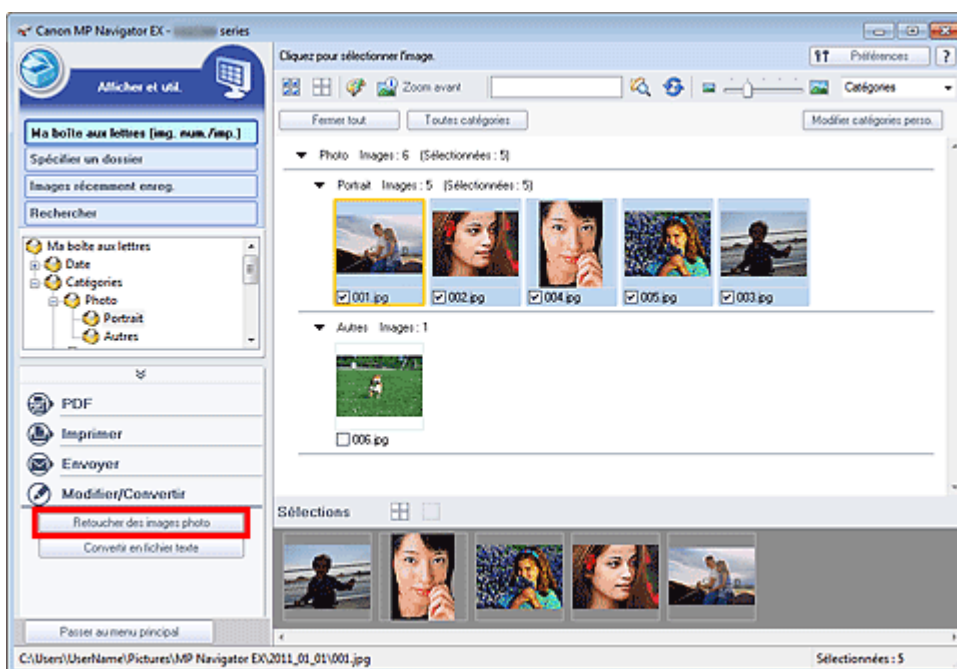 Canon MP Navigator EX - series
Afficher et util.
Ma boîte aux lettres (img. num./imp.)
Spécifier un dossier
Images récemment enreg.
Rechercher
Ma boîte aux lettres
Date
Catégories
Photo
Portrait
Autres
PDF
Imprimer
Envoyer
Modifier/Convertir
Retoucher des images photo
Convertir en fichier texte
Passer au menu principal
Cliquez pour sélectionner l'image.
Préférences ?
Zoom avant
Catégories
Fermer tout Toutes catégories Modifier catégories perso.
Photo Images : 6 (Sélectionnées : 5)
Portrait Images : 5 (Sélectionnées : 5)
001.jpg 002.jpg 004.jpg 005.jpg 003.jpg
Autres Images : 1
006.jpg
Sélections
C:\Users\UserName\Pictures\MP Navigator EX\2011_01_01\001.jpg Sélectionnées : 5